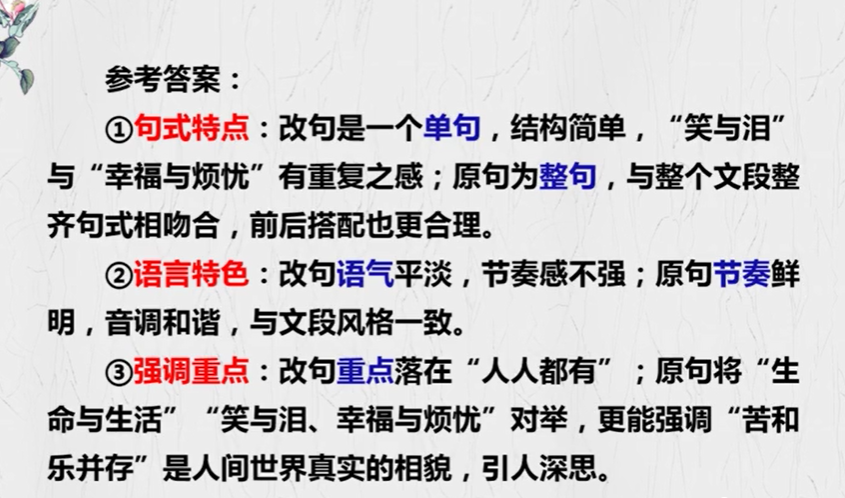 参考答案：
①句式特点：改句是一个单句，结构简单，“笑与泪”
与“幸福与烦忧”有重复之感；原句为整句，与整个文段整
齐句式相吻合，前后搭配也更合理。
②语言特色：改句语气平淡，节奏感不强；原句节奏鲜
明，音调和谐，与文段风格一致。
③强调重点：改句重点落在“人人都有”；原句将“生
命与生活”“笑与泪、幸福与烦忧”对举，更能强调“苦和
乐并存”是人间世界真实的相貌，引人深思。